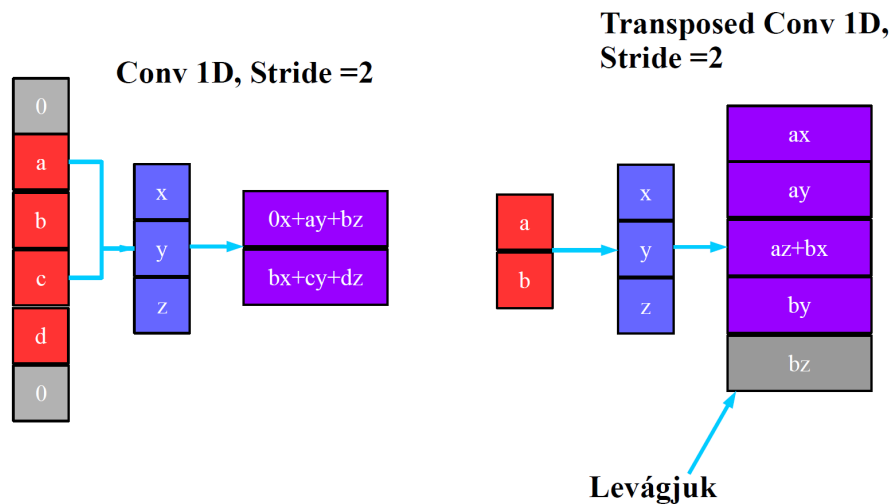 Conv 1D, Stride =2
0
a
b
c
d
0
x
y
z
0x+ay+bz
bx+cy+dz
Transposed Conv 1D,
Stride =2
a
b
x
y
z
ax
ay
az+bx
by
bz
Levágjuk